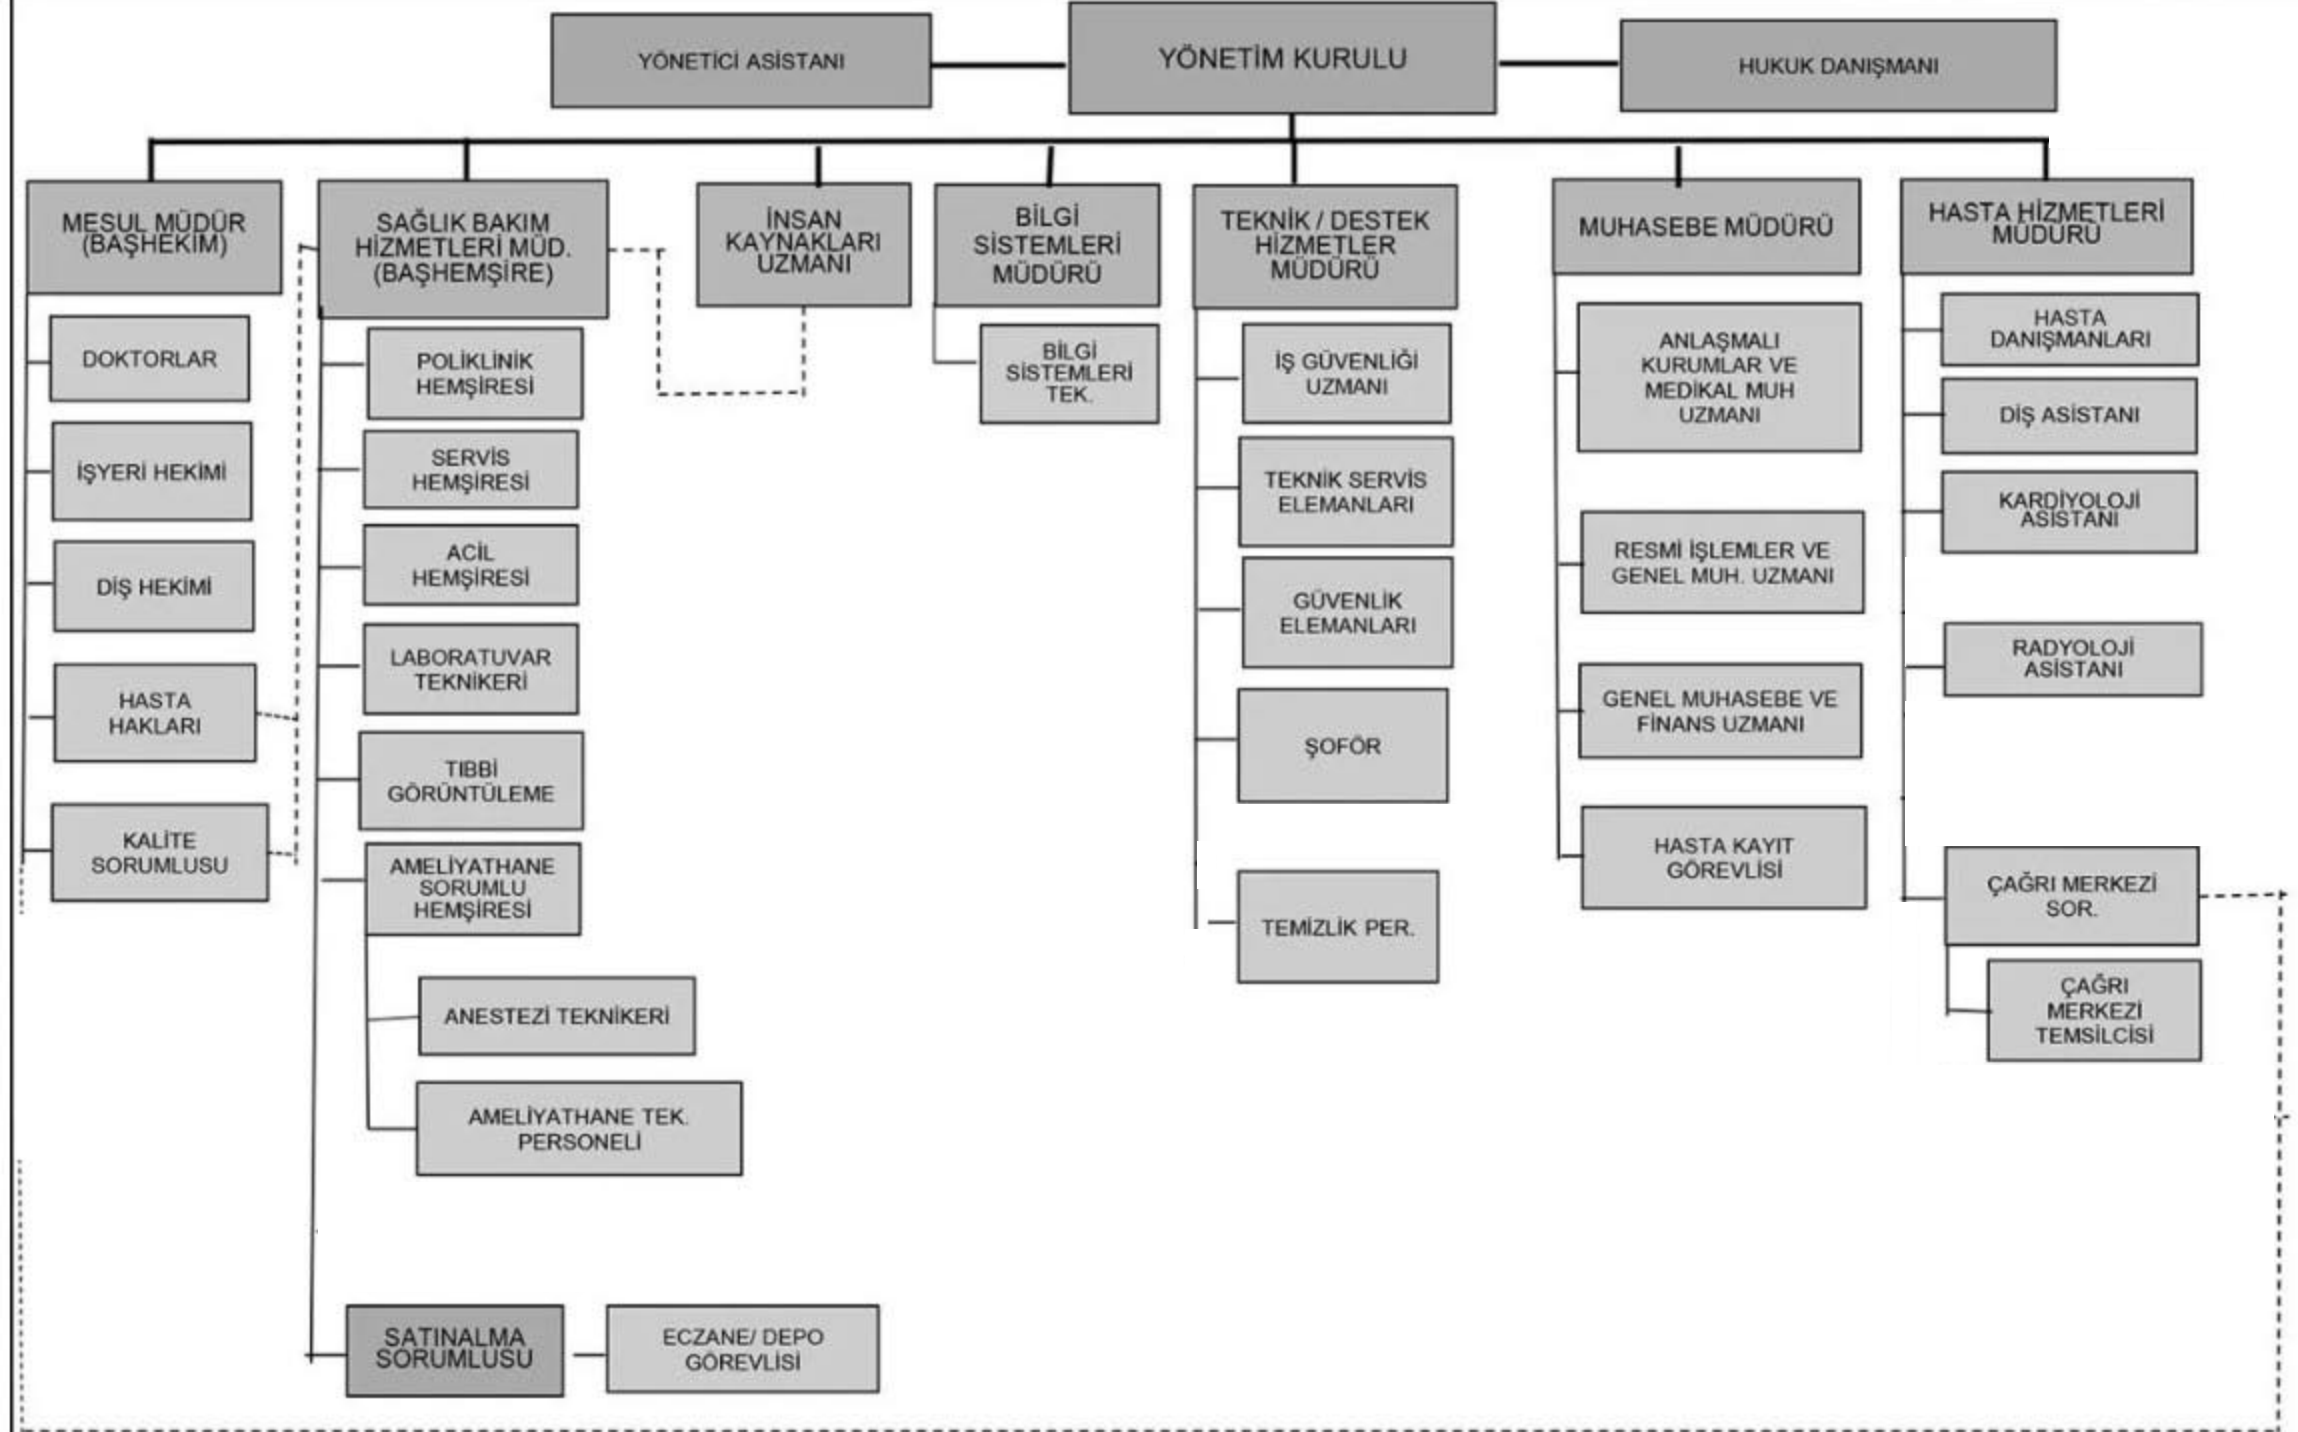 YÖNETİCİ ASİSTANI
YÖNETİM KURULU
HUKUK DANIŞMANI
MESUL MÜDÜR
(BAŞHEKİM)
DOKTORLAR
İŞYERİ HEKİMİ
DİŞ HEKİMİ
HASTA
HAKLARI
KALİTE
SORUMLUSU
SAĞLIK BAKIM
HİZMETLERİ MÜD.
(BAŞHEMŞİRE)
POLİKLİNİK
HEMŞİRESİ
SERVİS
HEMŞİRESİ
ACİL
HEMŞİRESİ
LABORATUVAR
TEKNİKERİ
TIBBİ
GÖRÜNTÜLEME
AMELİYATHANE
SORUMLU
HEMŞİRESİ
ANESTEZİ TEKNİKERİ
AMELİYATHANE TEK.
PERSONELİ
SATINALMA
SORUMLUSU
ECZANE/ DEPO
GÖREVLİSİ
İNSAN
KAYNAKLARI
UZMANI
BİLGİ
SİSTEMLERİ
MÜDÜRÜ
BİLGİ
SİSTEMLERİ
TEK.
TEKNİK / DESTEK
HİZMETLER
MÜDÜRÜ
İŞ GÜVENLİĞİ
UZMANI
TEKNİK SERVİS
ELEMANLARI
GÜVENLİK
ELEMANLARI
ŞOFÖR
TEMİZLİK PER.
MUHASEBE MÜDÜRÜ
ANLAŞMALI
KURUMLAR VE
MEDİKAL MUH
UZMANI
RESMİ İŞLEMLER VE
GENEL MUH. UZMANI
GENEL MUHASEBE VE
FİNANS UZMANI
HASTA KAYIT
GÖREVLİSİ
HASTA HİZMETLERİ
MÜDÜRÜ
HASTA
DANIŞMANLARI
DİŞ ASİSTANI
KARDİYOLOJİ
ASİSTANI
RADYOLOJİ
ASİSTANI
ÇAĞRI MERKEZİ
SOR.
ÇAĞRI
MERKEZİ
TEMSİLCİSİ